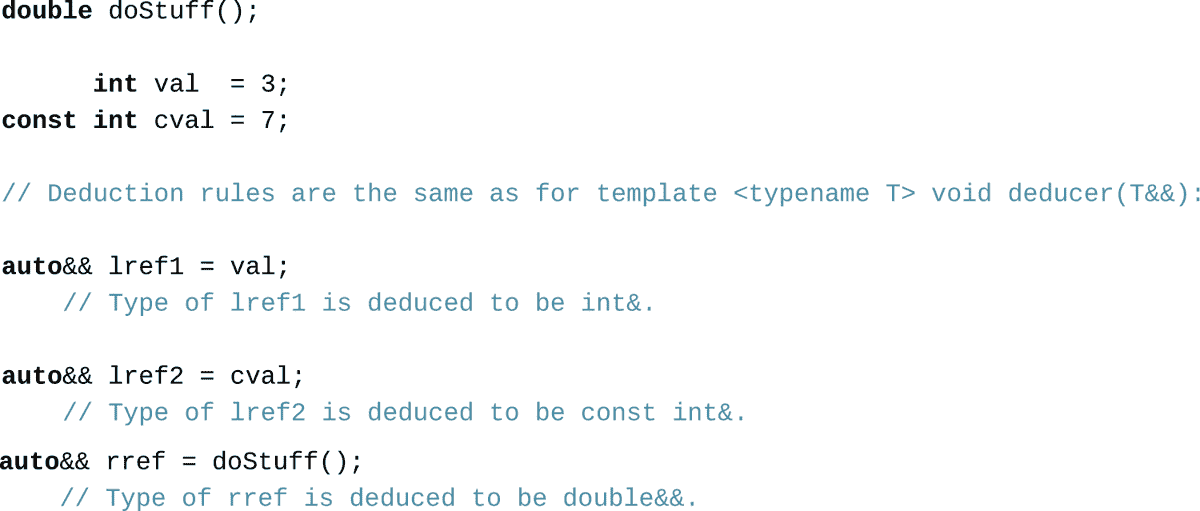 double doStuff();
      int val  = 3;
const int cval = 7;
// Deduction rules are the same as for template <typename T> void deducer(T&&):
auto&& lref1 = val;
    // Type of lref1 is deduced to be int&.
auto&& lref2 = cval;
    // Type of lref2 is deduced to be const int&.
auto&& rref = doStuff();
    // Type of rref is deduced to be double&&.